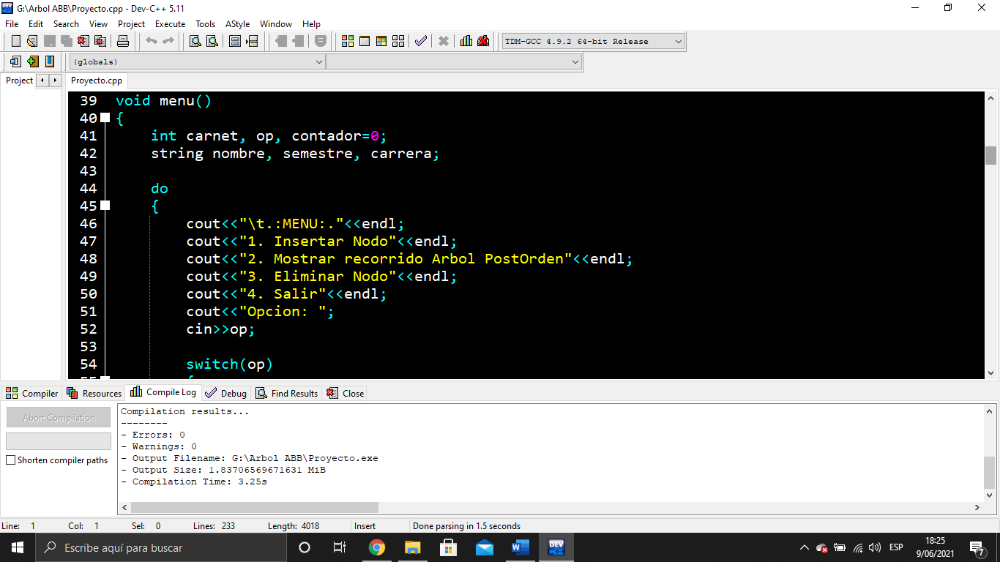 G:\Arbol ABB\Proyecto.cpp - Dev-C++ 5.11
File Edit Search View Project Execute Tools AStyle Window Help
TDM-GCC 4.9.2 64-bit Release
(globals)
Project
Proyecto.cpp
39 void menu()
40 {
41 int carnet, op, contador=0;
42 string nombre, semestre, carrera;
43
44 do
45 {
46 cout<<"\t.:MENU:."<<endl;
47 cout<<"1. Insertar Nodo"<<endl;
48 cout<<"2. Mostrar recorrido Arbol PostOrden"<<endl;
49 cout<<"3. Eliminar Nodo"<<endl;
50 cout<<"4. Salir"<<endl;
51 cout<<"Opcion: ";
52 cin>>op;
53
54 switch(op)
55 {
Compiler Resources Compile Log Debug Find Results Close
Abort Compilation
Shorten compiler paths
Compilation results...
--------
- Errors: 0
- Warnings: 0
- Output Filename: G:\Arbol ABB\Proyecto.exe
- Output Size: 1.83706569671631 MiB
- Compilation Time: 3.25s
Line: 1 Col: 1 Sel: 0 Lines: 233 Length: 4018 Insert Done parsing in 1.5 seconds
Escribe aquí para buscar
DEV
ESP
18:25
9/06/2021
7